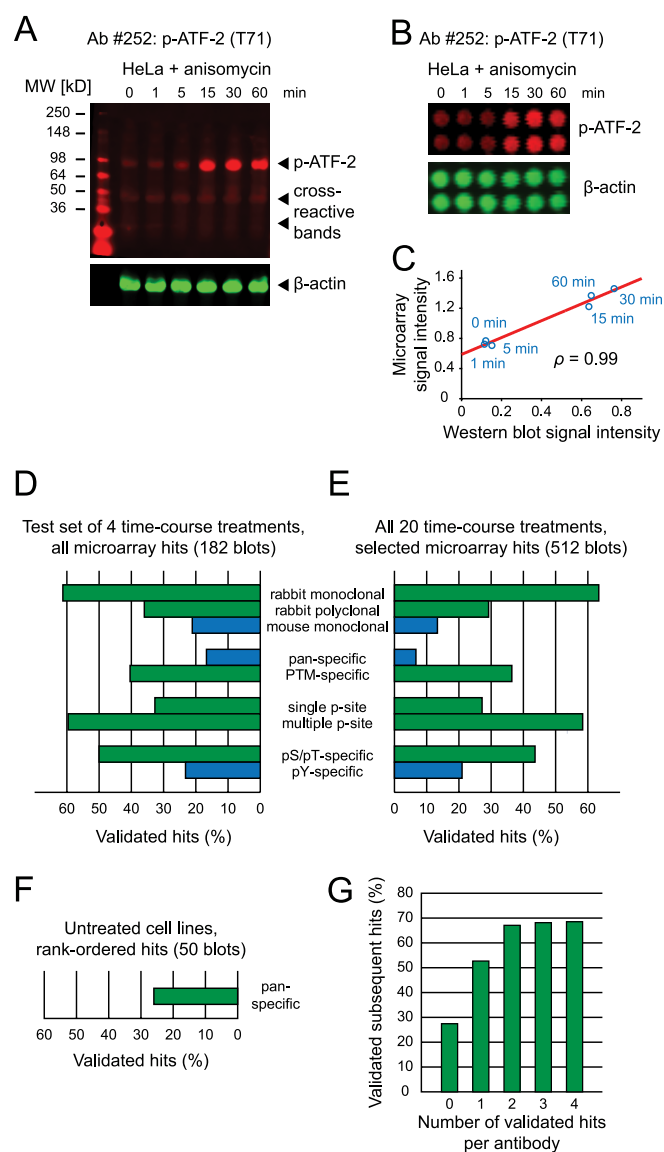 A
Ab #252: p-ATF-2 (T71)
HeLa + anisomycin
MW [kD]
0 1 5 15 30 60 min
250
148
98
64
50
36
p-ATF-2
cross-
reactive
bands
β-actin
B
Ab #252: p-ATF-2 (T71)
HeLa + anisomycin
0 1 5 15 30 60 min
p-ATF-2
β-actin
C
Microarray
signal intensity
1.6
1.2
0.8
0.4
0
60 min
30 min
15 min
0 min
5 min
1 min
ρ = 0.99
0 0.2 0.4 0.6 0.8
Western blot signal intensity
D
Test set of 4 time-course treatments,
all microarray hits (182 blots)
E
All 20 time-course treatments,
selected microarray hits (512 blots)
rabbit monoclonal
rabbit polyclonal
mouse monoclonal
pan-specific
PTM-specific
single p-site
multiple p-site
pS/pT-specific
pY-specific
60 50 40 30 20 10 0
Validated hits (%)
0 10 20 30 40 50 60
Validated hits (%)
F
Untreated cell lines,
rank-ordered hits (50 blots)
pan-
specific
60 50 40 30 20 10 0
Validated hits (%)
G
Validated subsequent hits (%)
80
70
60
50
40
30
20
10
0
0 1 2 3 4
Number of validated hits
per antibody